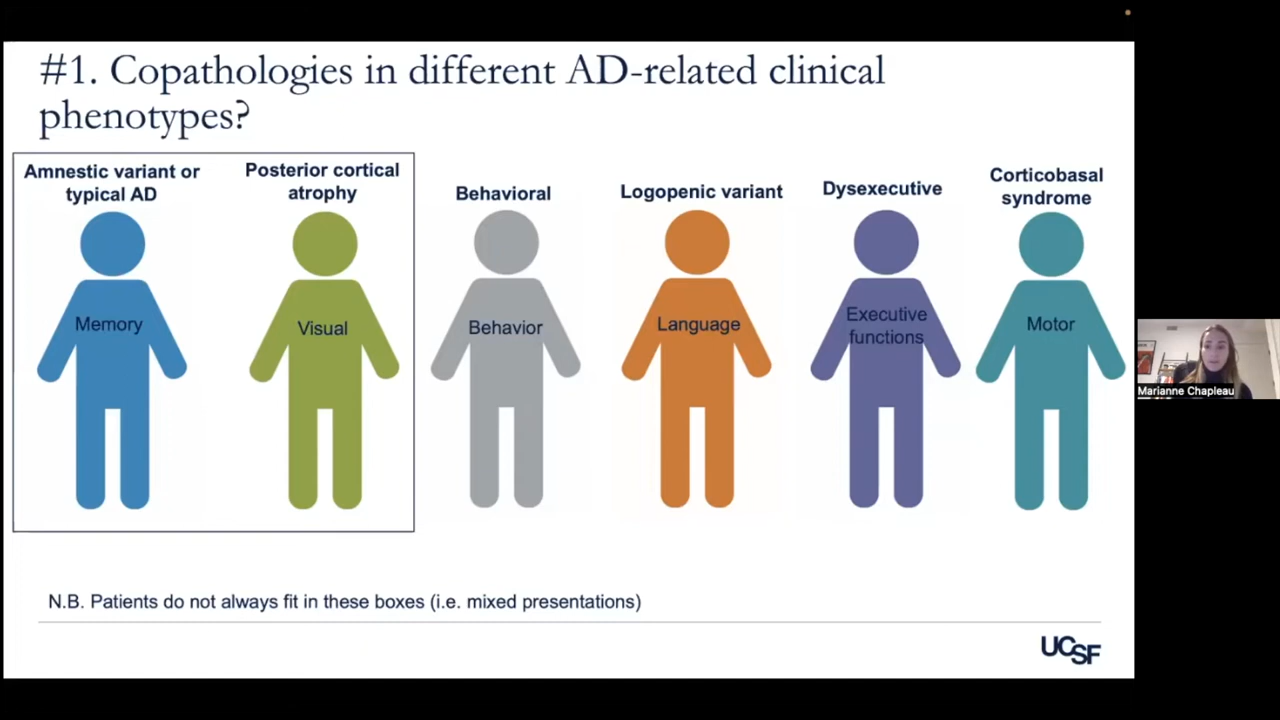 #1. Copathologies in different AD-related clinical
phenotypes?
Amnestic variant or
typical AD
Posterior cortical
atrophy
Behavioral
Logopenic variant
Dysexecutive
Corticobasal
syndrome
Memory
Visual
Behavior
Language
Executive
functions
Motor
Marianne Chapleau
N.B. Patients do not always fit in these boxes (i.e. mixed presentations)
UCSF